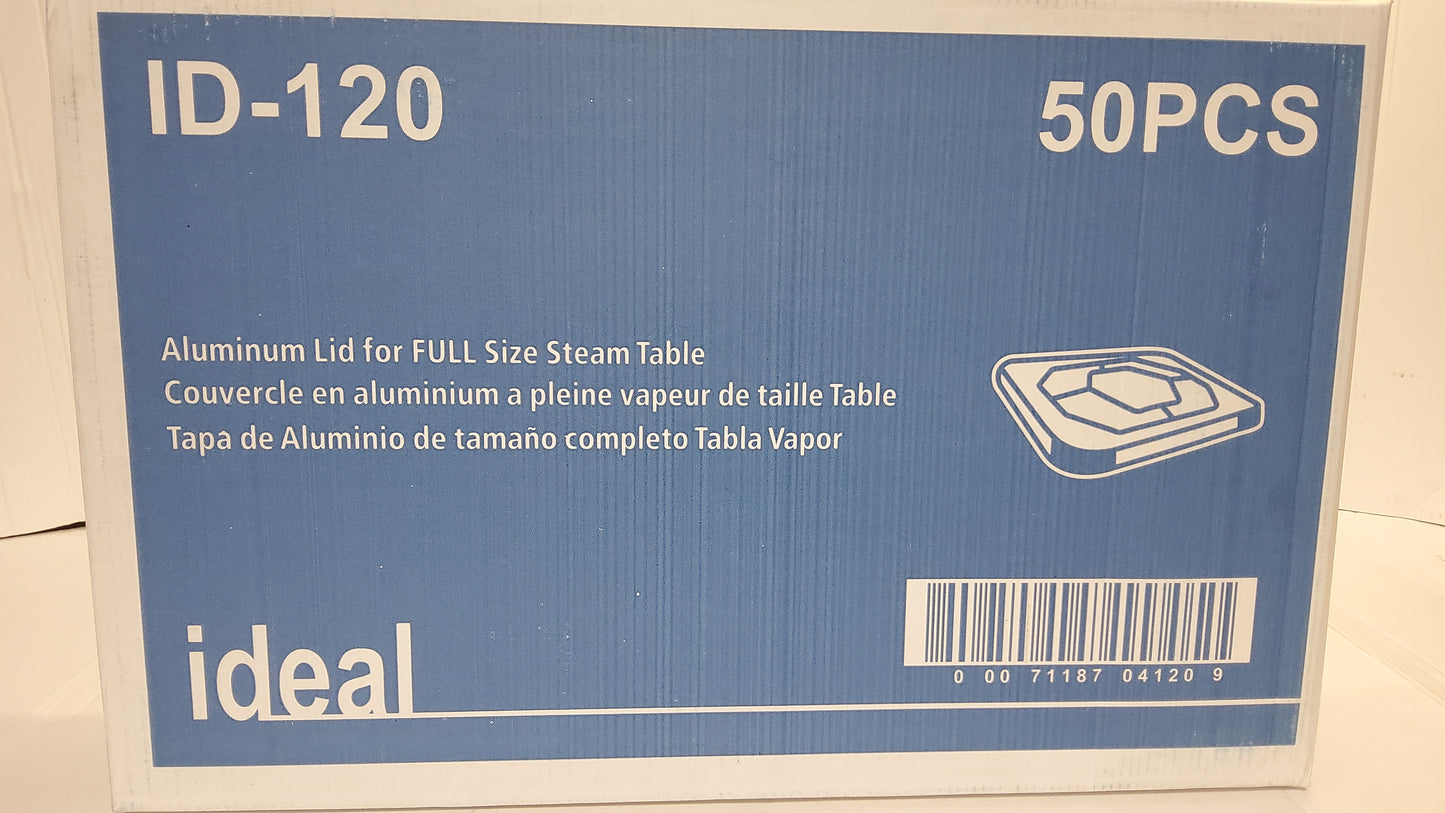 ID-120
50PCS
Aluminum Lid for FULL Size Steam Table
Couvercle en aluminium a pleine vapeur de taille Table
Tapa de Aluminio de tamaño completo Tabla Vapor
ideal
0 00 71187 04120 9